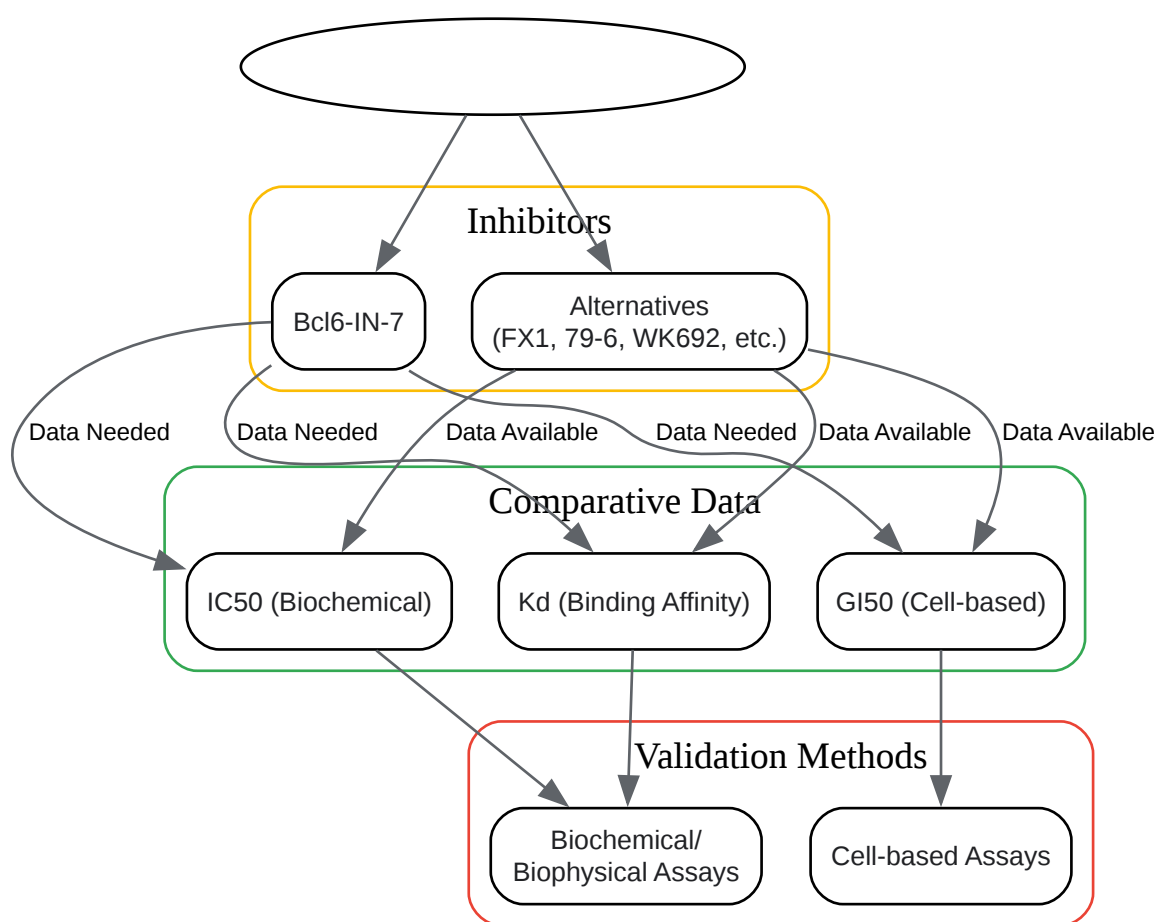 Inhibitors
Bcl6-IN-7
Alternatives
(FX1, 79-6, WK692, etc.)
Data Needed
Data Needed
Data Available
Data Needed
Data Available
Data Available
Comparative Data
IC50 (Biochemical)
Kd (Binding Affinity)
GI50 (Cell-based)
Validation Methods
Biochemical/
Biophysical Assays
Cell-based Assays